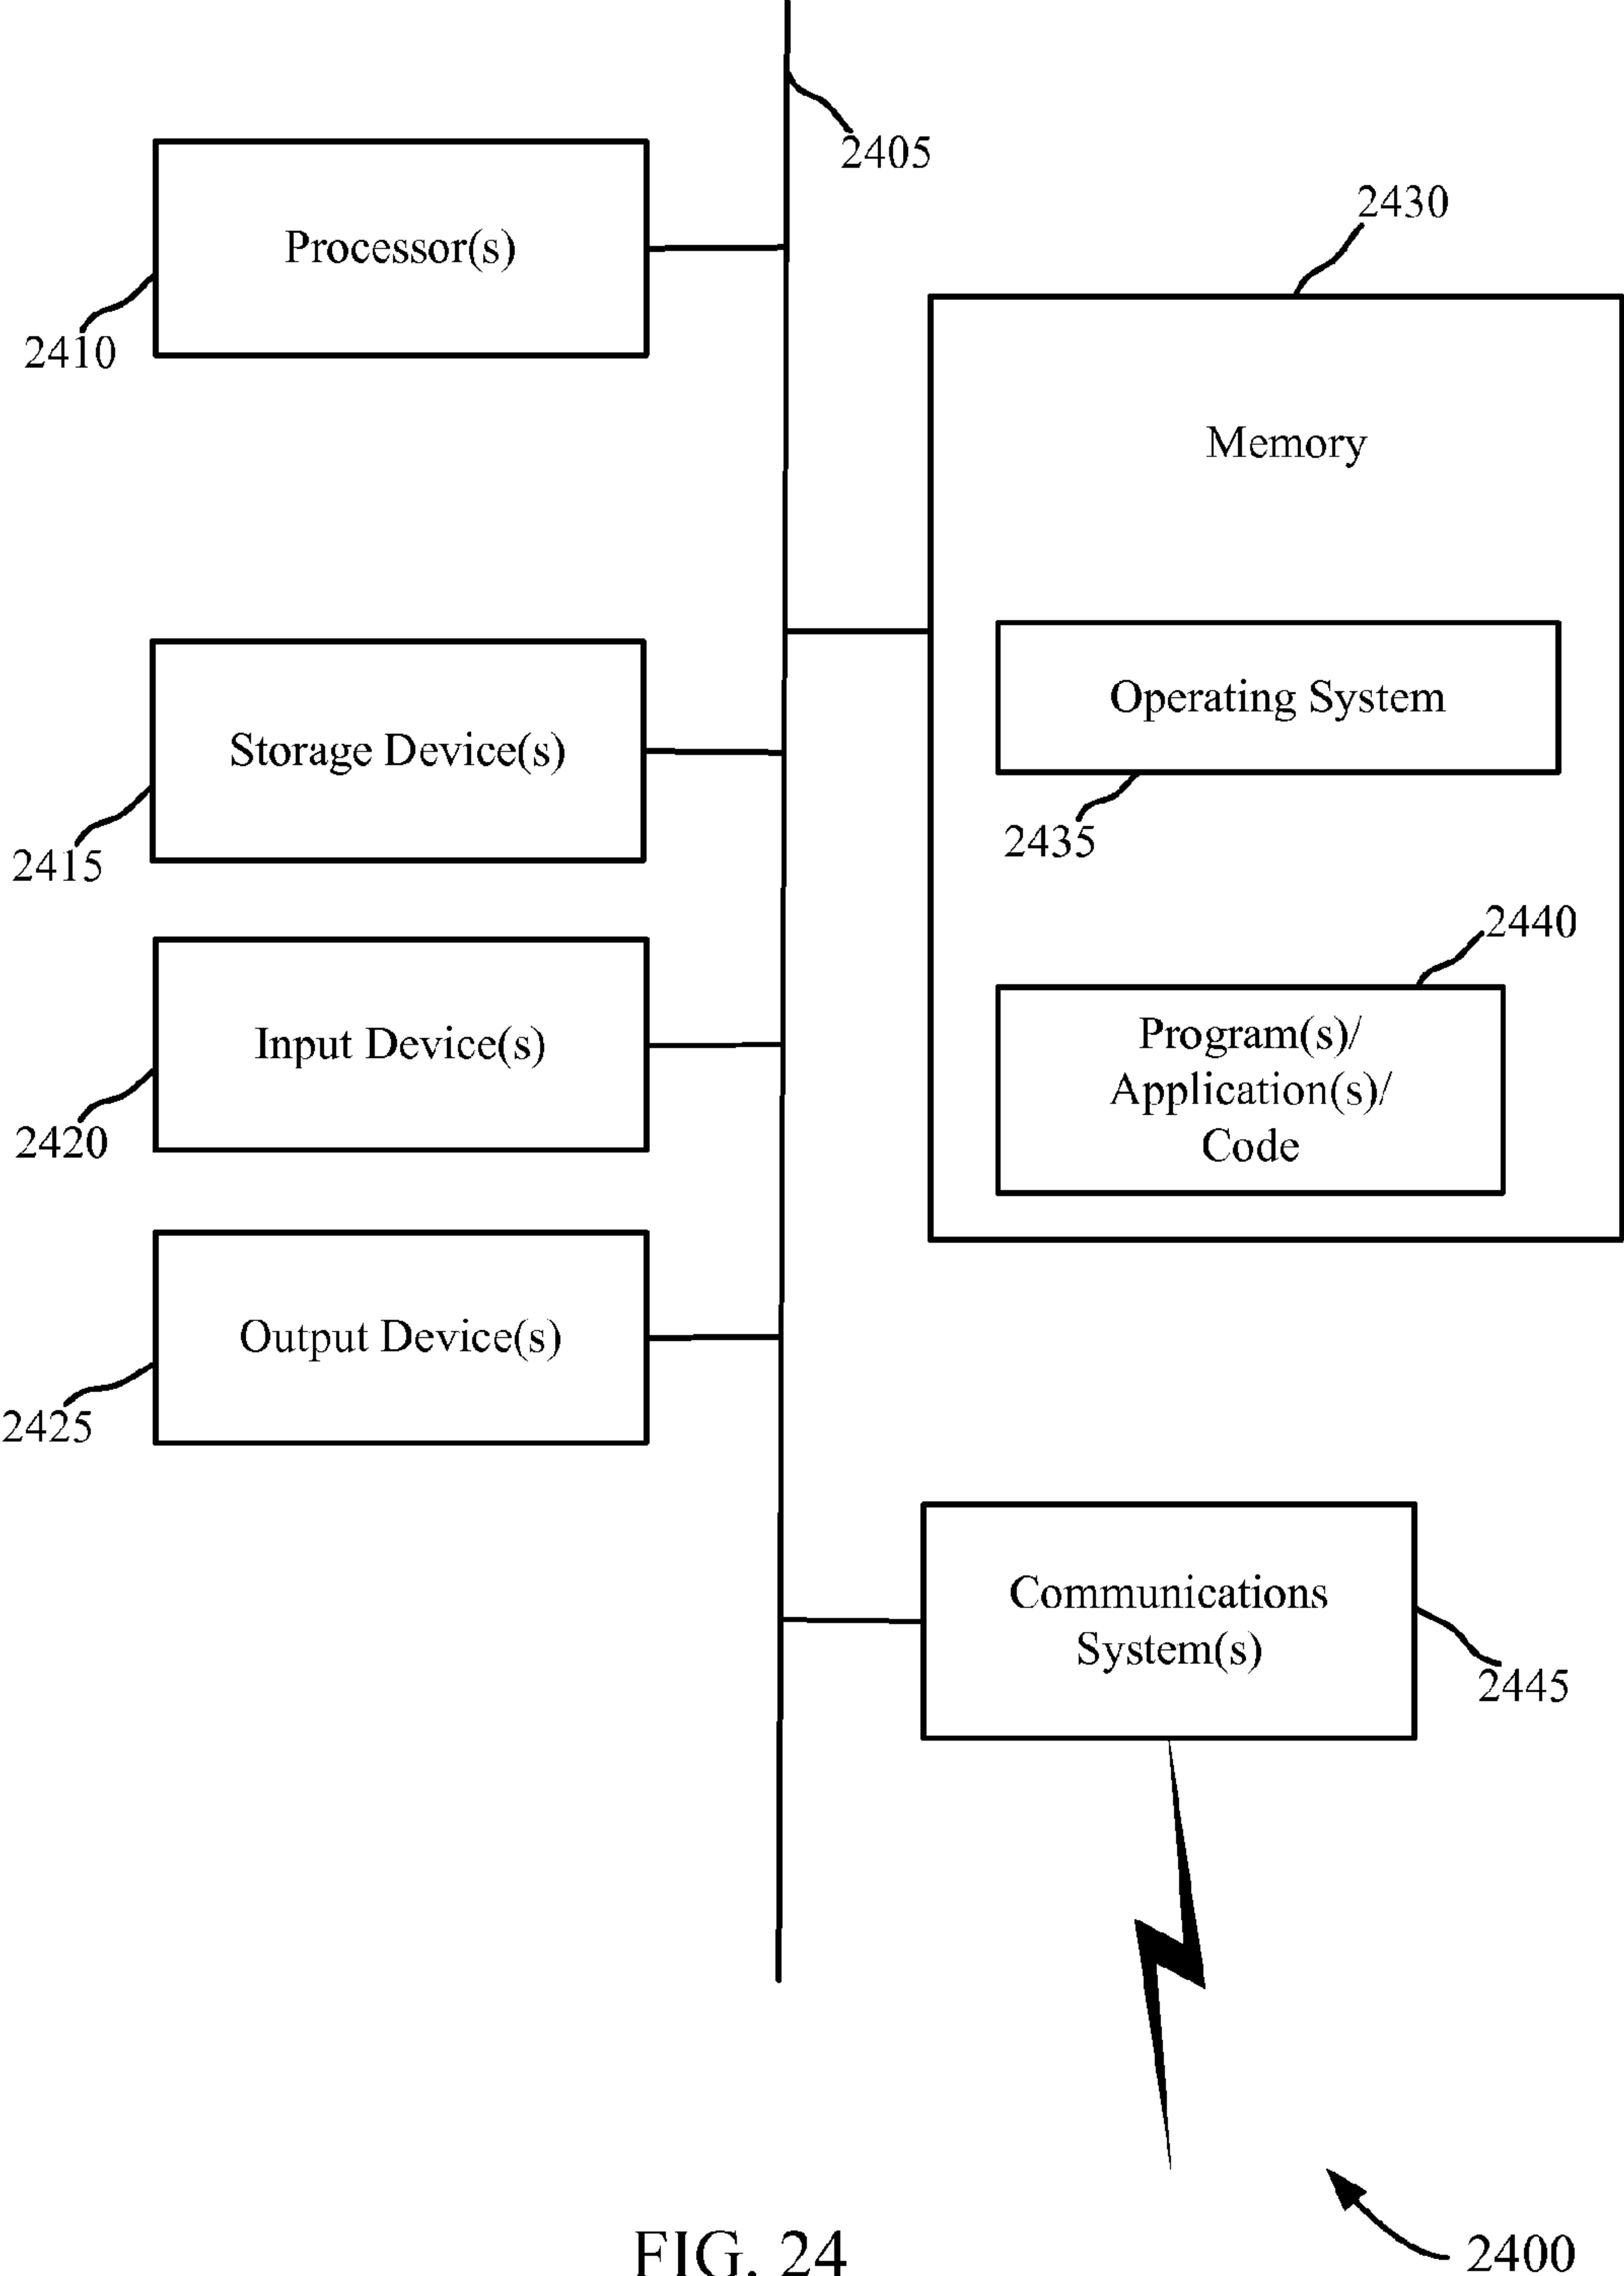 2405
Processor(s)
2410
2430
Memory
Storage Device(s)
2415
Operating System
2435
Input Device(s)
2420
2440
Program(s)/
Application(s)/
Code
Output Device(s)
2425
Communications
System(s)
2445
FIG. 24
2400